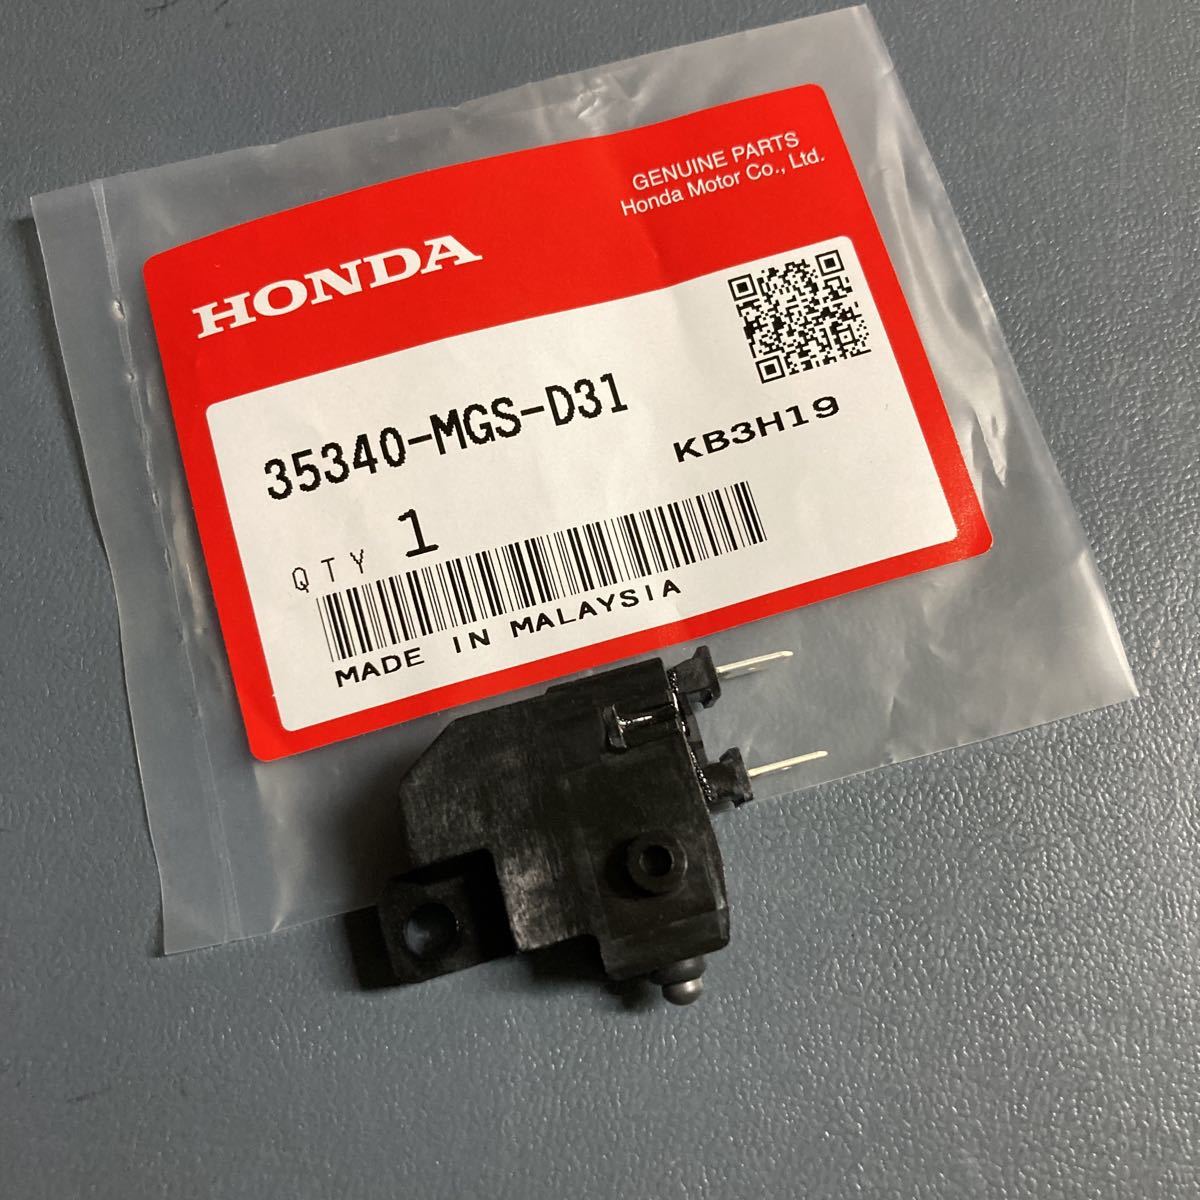 GENUINE PARTS
Honda Motor Co., Ltd.
HONDA
35340-MGS-D31
KB3H19
QTY 1
MADE IN MALAYSIA